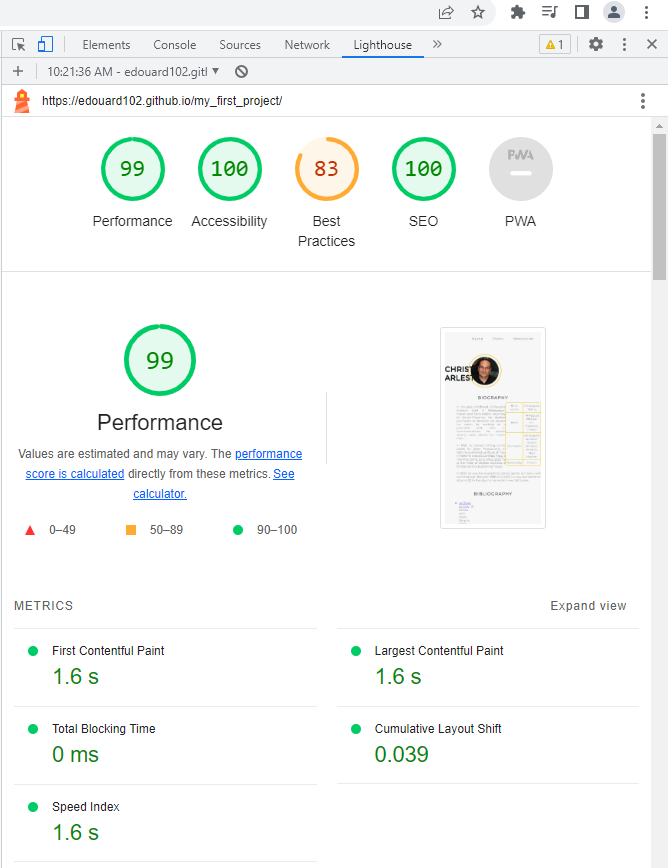 Elements Console Sources Network Lighthouse 1
10:21:36 AM - edouard102.gitl
https://edouard102.github.io/my_first_project/
99 100 83 100 PWA
Performance Accessibility Best Practices SEO PWA
99
Performance
Values are estimated and may vary. The performance
score is calculated directly from these metrics. See
calculator.
0–49 50–89 90–100
CHRIST
ARLEST
BIOGRAPHY
BIBLIOGRAPHY
METRICS Expand view
First Contentful Paint Largest Contentful Paint
1.6 s 1.6 s
Total Blocking Time Cumulative Layout Shift
0 ms 0.039
Speed Index
1.6 s